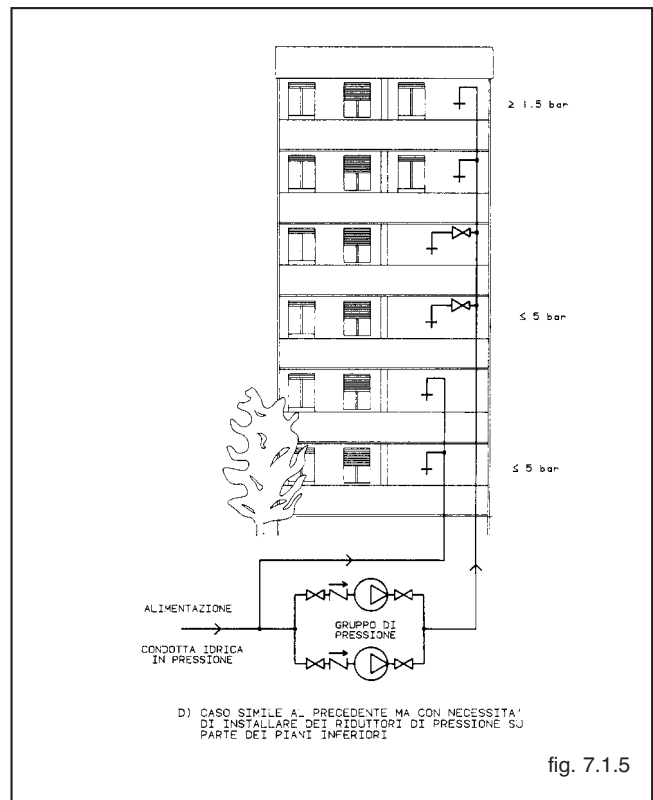 ≥ 1.5 bar
≤ 5 bar
≤ 5 bar
ALIMENTAZIONE
CONDOTTA IDRICA
IN PRESSIONE
GRUPPO DI
PRESSIONE
D) CASO SIMILE AL PRECEDENTE MA CON NECESSITA'
DI INSTALLARE DEI RIDUTTORI DI PRESSIONE SU
PARTE DEI PIANI INFERIORI
fig. 7.1.5